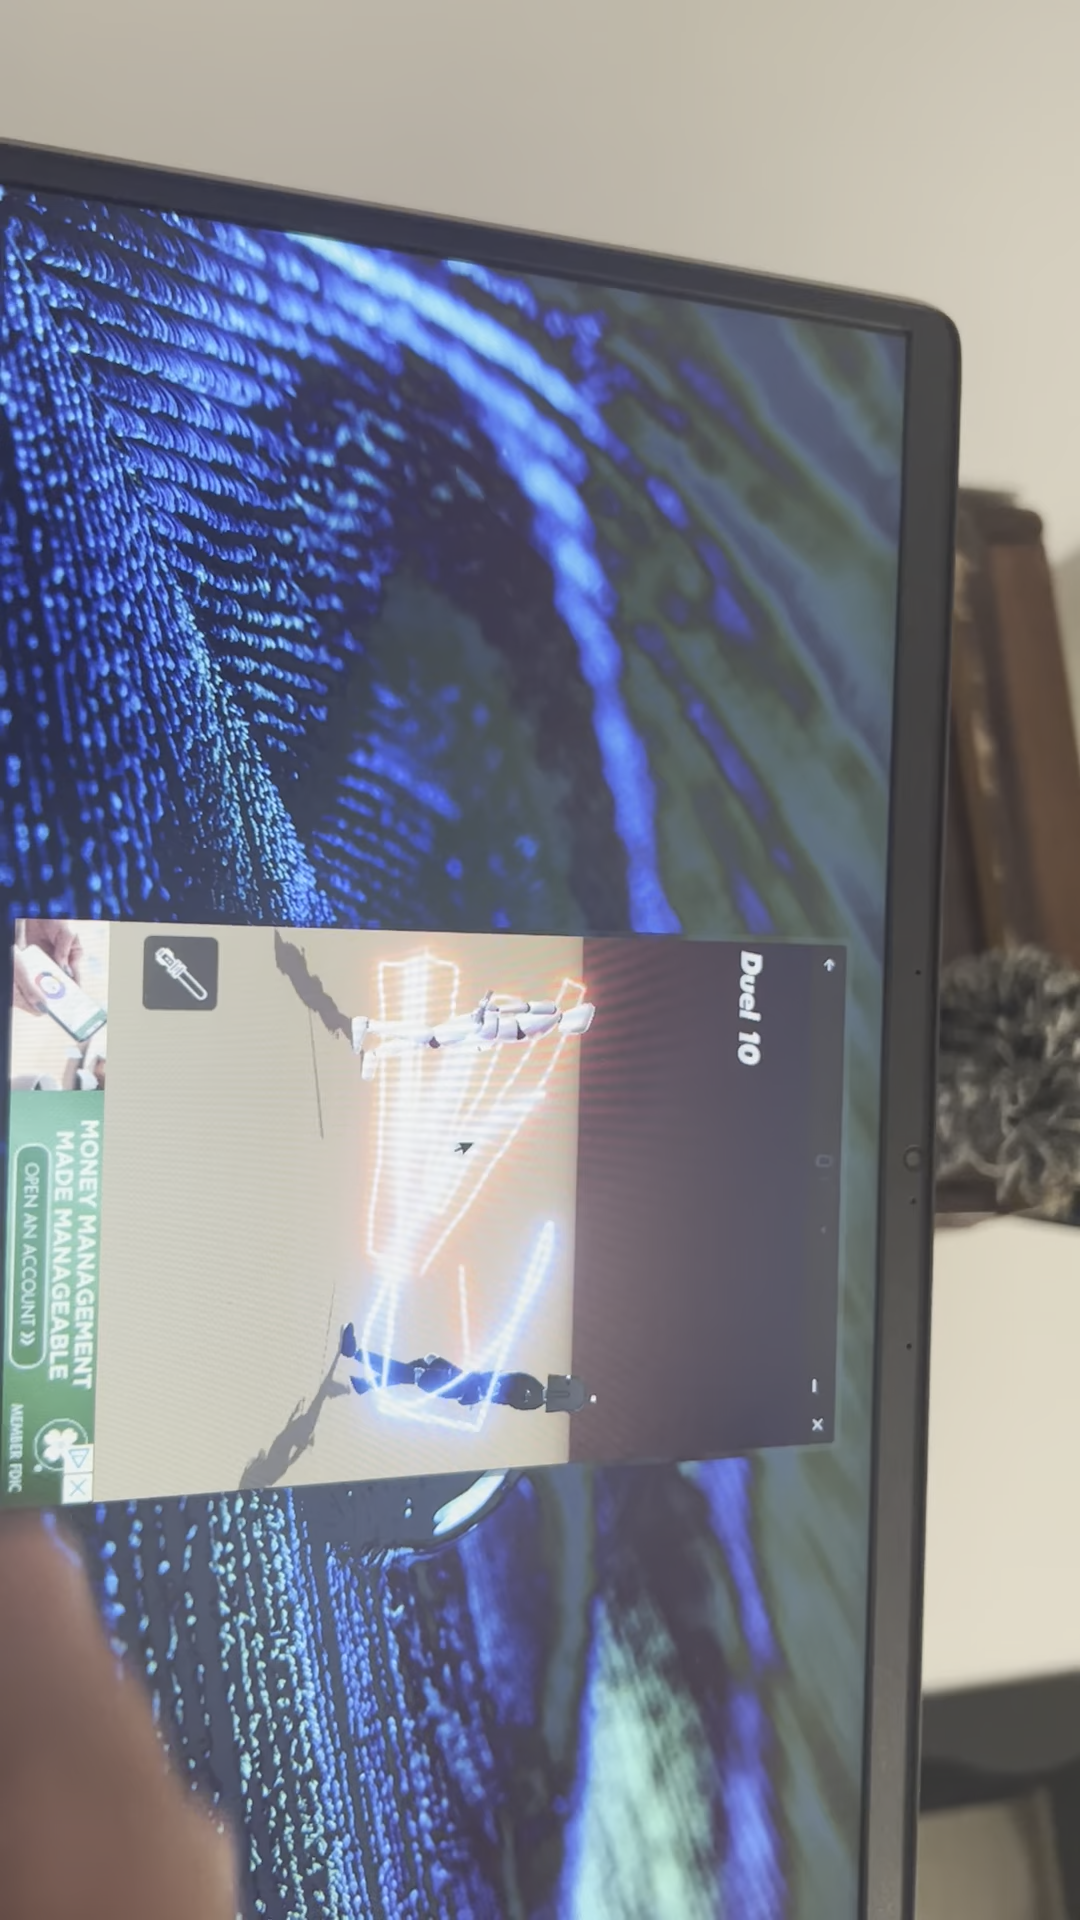 Duel 10
MONEY MANAGEMENT
MADE MANAGEABLE
OPEN AN ACCOUNT »
MEMBER FDIC